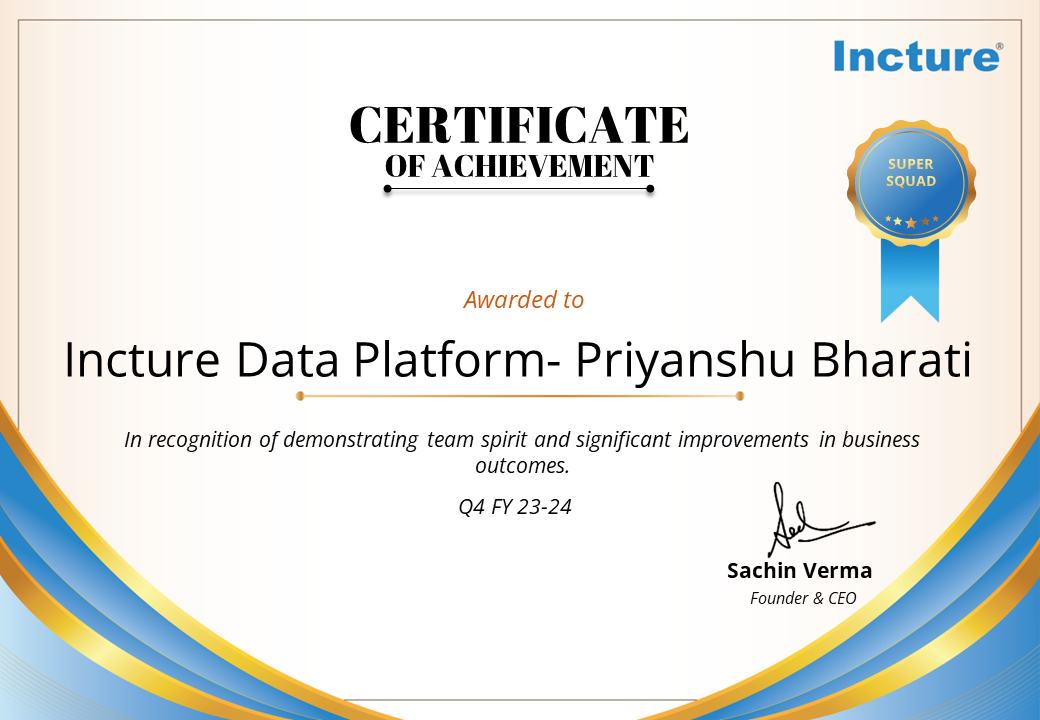 Incture®
CERTIFICATE
OF ACHIEVEMENT
SUPER
SQUAD
Awarded to
Incture Data Platform- Priyanshu Bharati
In recognition of demonstrating team spirit and significant improvements in business
outcomes.
Q4 FY 23-24
Sachin Verma
Founder & CEO